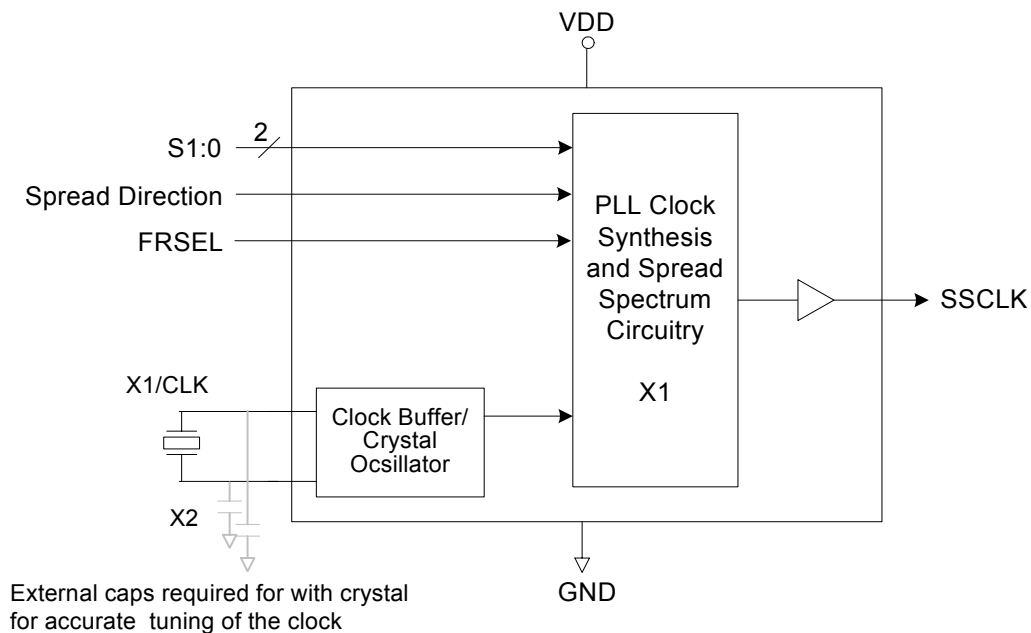 VDD
2
S1:0
Spread Direction
FRSEL
PLL Clock
Synthesis
and Spread
Spectrum
Circuitry
X1
SSCLK
X1/CLK
Clock Buffer/
Crystal
Ocsillator
X2
GND
External caps required for with crystal
for accurate tuning of the clock